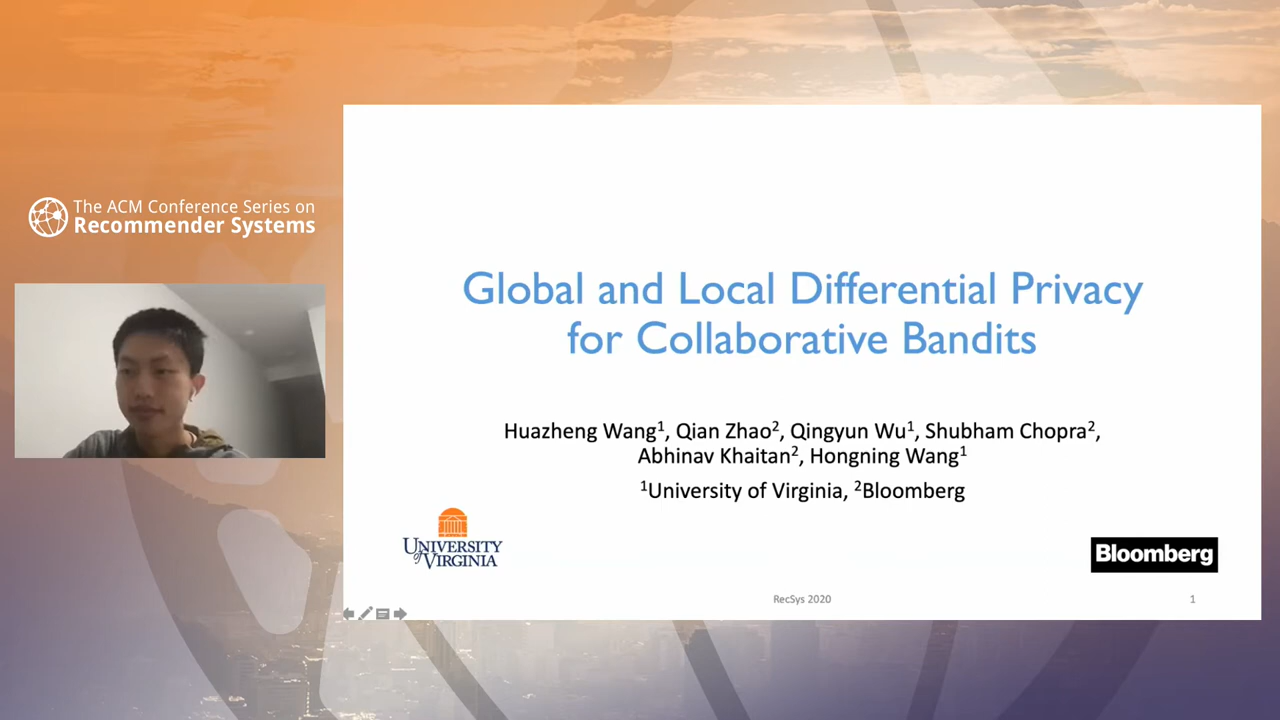 The ACM Conference Series on
Recommender Systems
Global and Local Differential Privacy
for Collaborative Bandits
Huazheng Wang¹, Qian Zhao², Qingyun Wu¹, Shubham Chopra²,
Abhinav Khaitan², Hongning Wang¹
¹University of Virginia, ²Bloomberg
UNIVERSITY
of VIRGINIA
Bloomberg
RecSys 2020
1